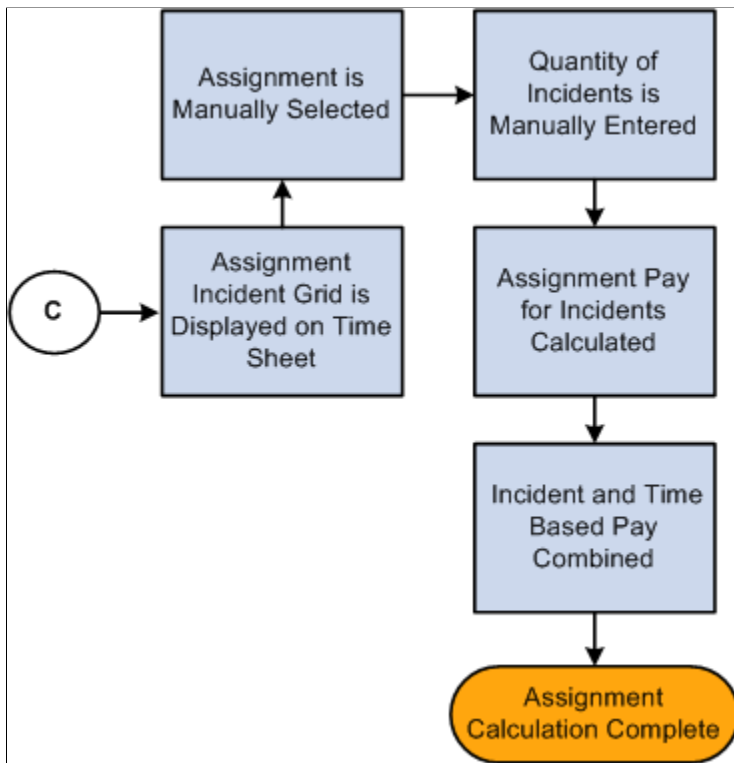 C
Assignment
Incident Grid is
Displayed on Time
Sheet
Assignment is
Manually Selected
Quantity of
Incidents is
Manually Entered
Assignment Pay
for Incidents
Calculated
Incident and Time
Based Pay
Combined
Assignment
Calculation Complete